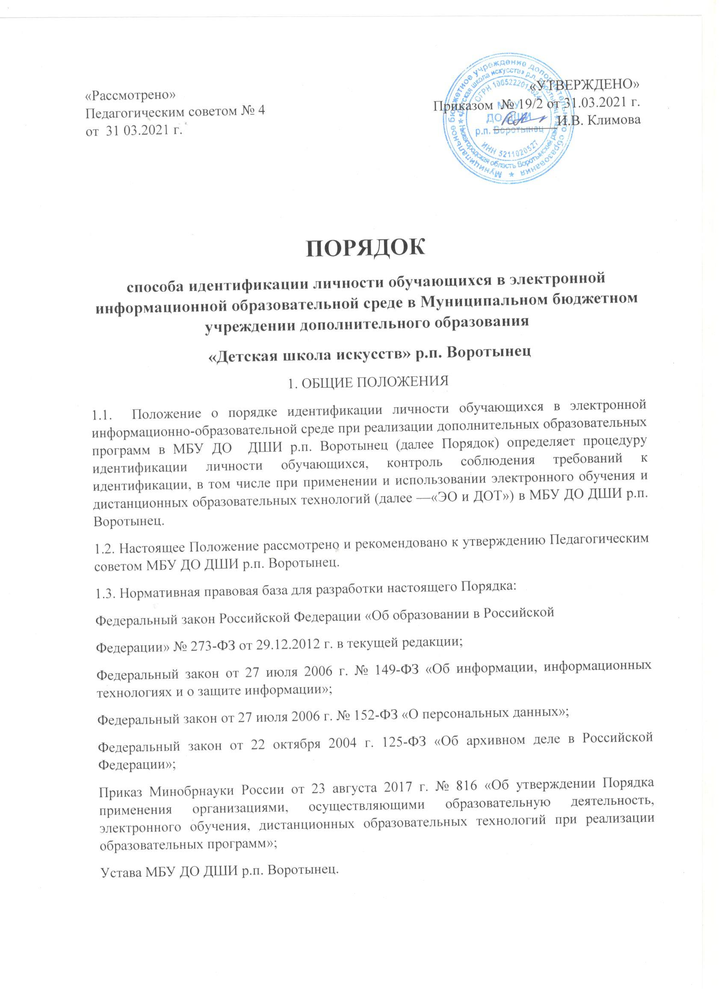 «Рассмотрено»
Педагогическим советом № 4
от 31 03.2021 г.
«УТВЕРЖДЕНО»
Приказом № 19/2 от 31.03.2021 г.
И.В. Климова
Муниципальное бюджетное учреждение дополнительного образования
«Детская школа искусств» р.п. Воротынец
Нижегородская область Воротынский
МБУ
ДО ДШИ
р.п. Воротынец
ИНН 5211020527
ПОРЯДОК
способа идентификации личности обучающихся в электронной
информационной образовательной среде в Муниципальном бюджетном
учреждении дополнительного образования
«Детская школа искусств» р.п. Воротынец
1. ОБЩИЕ ПОЛОЖЕНИЯ
1.1. Положение о порядке идентификации личности обучающихся в электронной
информационно-образовательной среде при реализации дополнительных образовательных
программ в МБУ ДО ДШИ р.п. Воротынец (далее Порядок) определяет процедуру
идентификации личности обучающихся, контроль соблюдения требований к
идентификации, в том числе при применении и использовании электронного обучения и
дистанционных образовательных технологий (далее —«ЭО и ДОТ») в МБУ ДО ДШИ р.п.
Воротынец.
1.2. Настоящее Положение рассмотрено и рекомендовано к утверждению Педагогическим
советом МБУ ДО ДШИ р.п. Воротынец.
1.3. Нормативная правовая база для разработки настоящего Порядка:
Федеральный закон Российской Федерации «Об образовании в Российской
Федерации» № 273-ФЗ от 29.12.2012 г. в текущей редакции;
Федеральный закон от 27 июля 2006 г. № 149-ФЗ «Об информации, информационных
технологиях и о защите информации»;
Федеральный закон от 27 июля 2006 г. № 152-ФЗ «О персональных данных»;
Федеральный закон от 22 октября 2004 г. 125-ФЗ «Об архивном деле в Российской
Федерации»;
Приказ Минобрнауки России от 23 августа 2017 г. № 816 «Об утверждении Порядка
применения организациями, осуществляющими образовательную деятельность,
электронного обучения, дистанционных образовательных технологий при реализации
образовательных программ»;
Устава МБУ ДО ДШИ р.п. Воротынец.